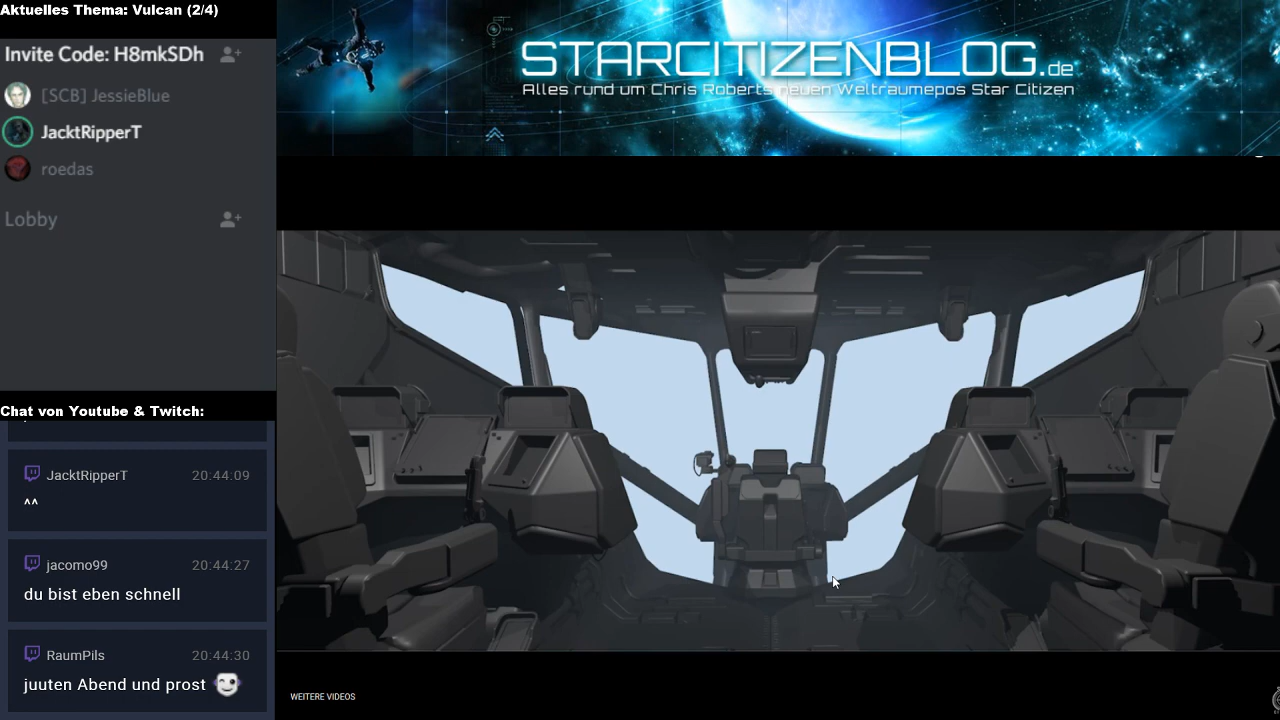 Aktuelles Thema: Vulcan (2/4)
Invite Code: H8mkSDh
[SCB] JessieBlue
JacktRipperT
roedas
Lobby
STARCITIZENBLOG.de
Alles rund um Chris Roberts neuen Weltraumepos Star Citizen
Chat von Youtube & Twitch:
JacktRipperT 20:44:09
^^
jacomo99 20:44:27
du bist eben schnell
RaumPils 20:44:30
juuten Abend und prost
WEITERE VIDEOS